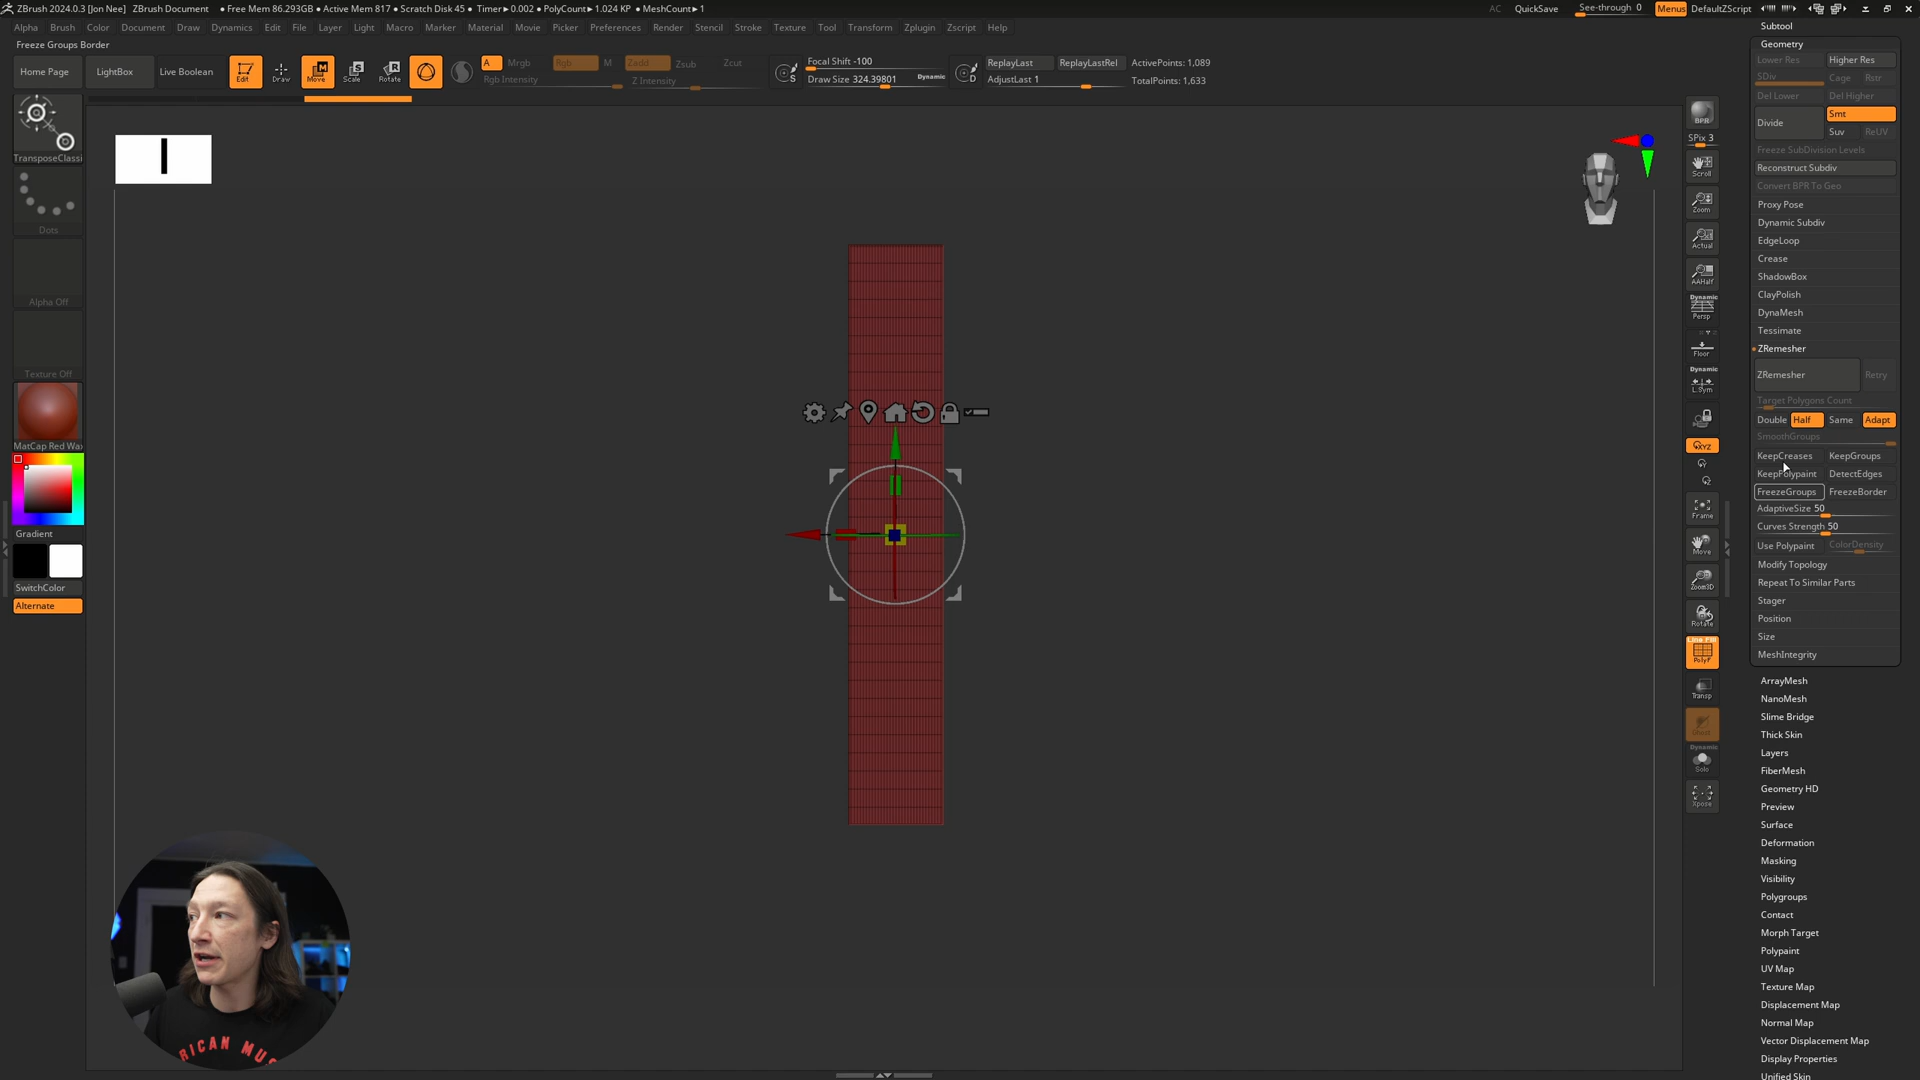 ZBrush 2024.0.3 [Jon Nee] ZBrush Document ● Free Mem 86.293GB ● Active Mem 817 ● Scratch Disk 45 ● Timer▸0.002 ● PolyCount▸1.024 KP ● MeshCount▸1 AC QuickSave See-through 0 Menus DefaultZScript
Alpha Brush Color Document Draw Dynamics Edit File Layer Light Macro Marker Material Movie Picker Preferences Render Stencil Stroke Texture Tool Transform Zplugin Zscript Help
Freeze Groups Border
Home Page LightBox Live Boolean Edit Draw Move Scale Rotate
A Mrgb Rgb M Zadd Zsub Zcut
Rgb Intensity Z Intensity
Focal Shift -100
Draw Size 324.39801 Dynamic
ReplayLast ReplayLastRel
AdjustLast 1
ActivePoints: 1,089
TotalPoints: 1,633
TransposeClassi
Dots
Alpha Off
Texture Off
MatCap Red Wax
Gradient
SwitchColor
Alternate
RICAN MUS
BPR
SPix 3
Scroll
Zoom
Actual
AAHalf
Dynamic
Persp
Floor
Dynamic
L.Sym
XYZ
Frame
Move
Zoom3D
Rotate
Line Fill
PolyF
Transp
Ghost
Dynamic
Solo
Xpose
Subtool
Geometry
Lower Res Higher Res
SDiv Cage Rstr
Del Lower Del Higher
Divide Smt
Suv ReUV
Freeze SubDivision Levels
Reconstruct Subdiv
Convert BPR To Geo
Proxy Pose
Dynamic Subdiv
EdgeLoop
Crease
ShadowBox
ClayPolish
DynaMesh
Tessimate
ZRemesher
ZRemesher Retry
Target Polygons Count
Double Half Same Adapt
SmoothGroups
KeepCreases KeepGroups
KeepPolypaint DetectEdges
FreezeGroups FreezeBorder
AdaptiveSize 50
Curves Strength 50
Use Polypaint ColorDensity
Modify Topology
Repeat To Similar Parts
Stager
Position
Size
MeshIntegrity
ArrayMesh
NanoMesh
Slime Bridge
Thick Skin
Layers
FiberMesh
Geometry HD
Preview
Surface
Deformation
Masking
Visibility
Polygroups
Contact
Morph Target
Polypaint
UV Map
Texture Map
Displacement Map
Normal Map
Vector Displacement Map
Display Properties
Unified Skin